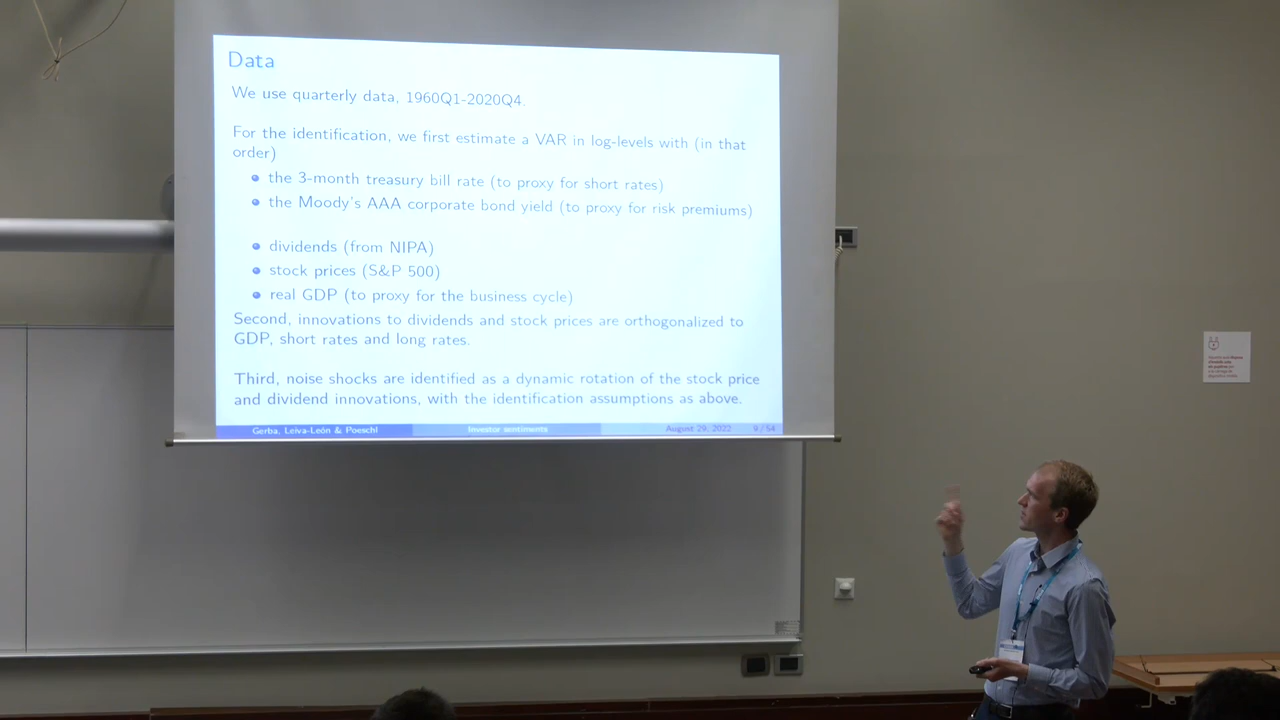 Data
We use quarterly data, 1960Q1-2020Q4.
For the identification, we first estimate a VAR in log-levels with (in that
order)
the 3-month treasury bill rate (to proxy for short rates)
the Moody's AAA corporate bond yield (to proxy for risk premiums)
dividends (from NIPA)
stock prices (S&P 500)
real GDP (to proxy for the business cycle)
Second, innovations to dividends and stock prices are orthogonalized to
GDP, short rates and long rates.
Third, noise shocks are identified as a dynamic rotation of the stock price
and dividend innovations, with the identification assumptions as above.
Gerba, Leiva-León & Poeschl Investor sentiments August 29, 2022 9 / 54